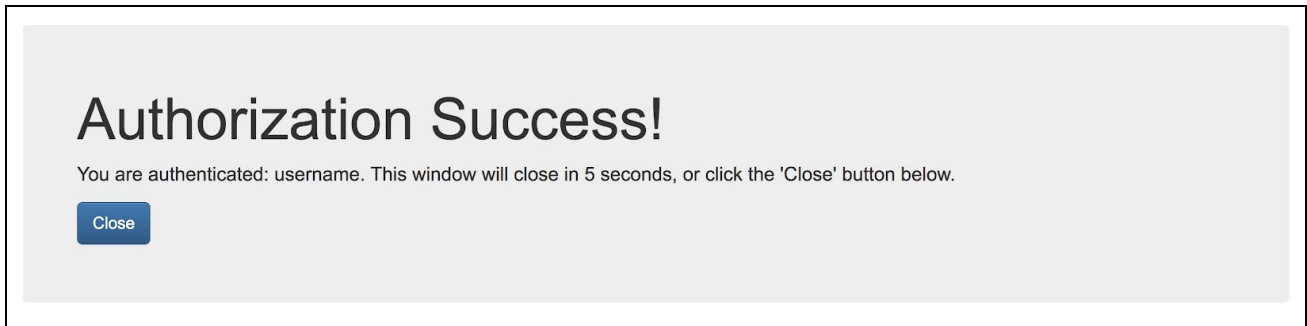 Authorization Success!
You are authenticated: username. This window will close in 5 seconds, or click the 'Close' button below.
Close